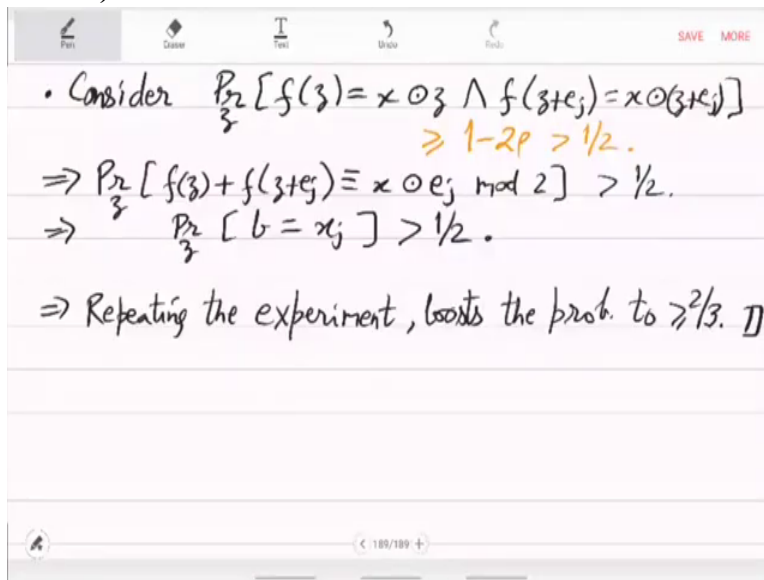 Pen Eraser Text Undo Redo SAVE MORE
• Consider Pr_z [f(z) = x ⊙ z ∧ f(z+e_j) = x ⊙ (z+e_j)]
≥ 1-2ρ > 1/2.
⇒ Pr_z [f(z) + f(z+e_j) ≡ x ⊙ e_j mod 2] > 1/2.
⇒ Pr_z [b = x_j] > 1/2.
⇒ Repeating the experiment, boosts the prob. to ≥ 2/3. □
< 189/189 +